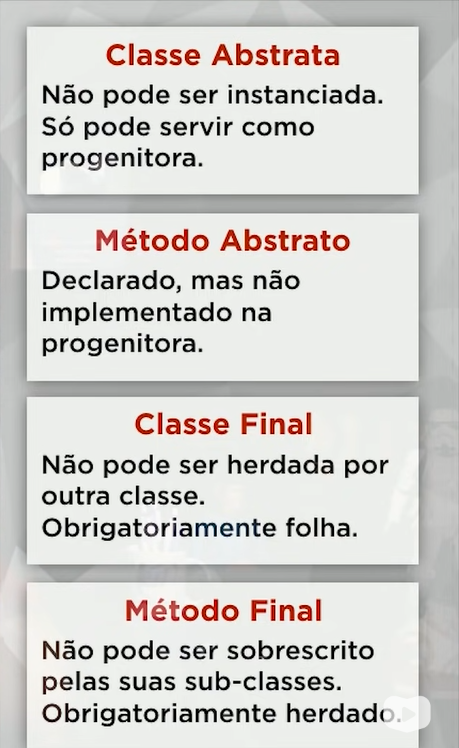 Classe Abstrata
Não pode ser instanciada.
Só pode servir como
progenitora.
Método Abstrato
Declarado, mas não
implementado na
progenitora.
Classe Final
Não pode ser herdada por
outra classe.
Obrigatoriamente folha.
Método Final
Não pode ser sobrescrito
pelas suas sub-classes.
Obrigatoriamente herdado.